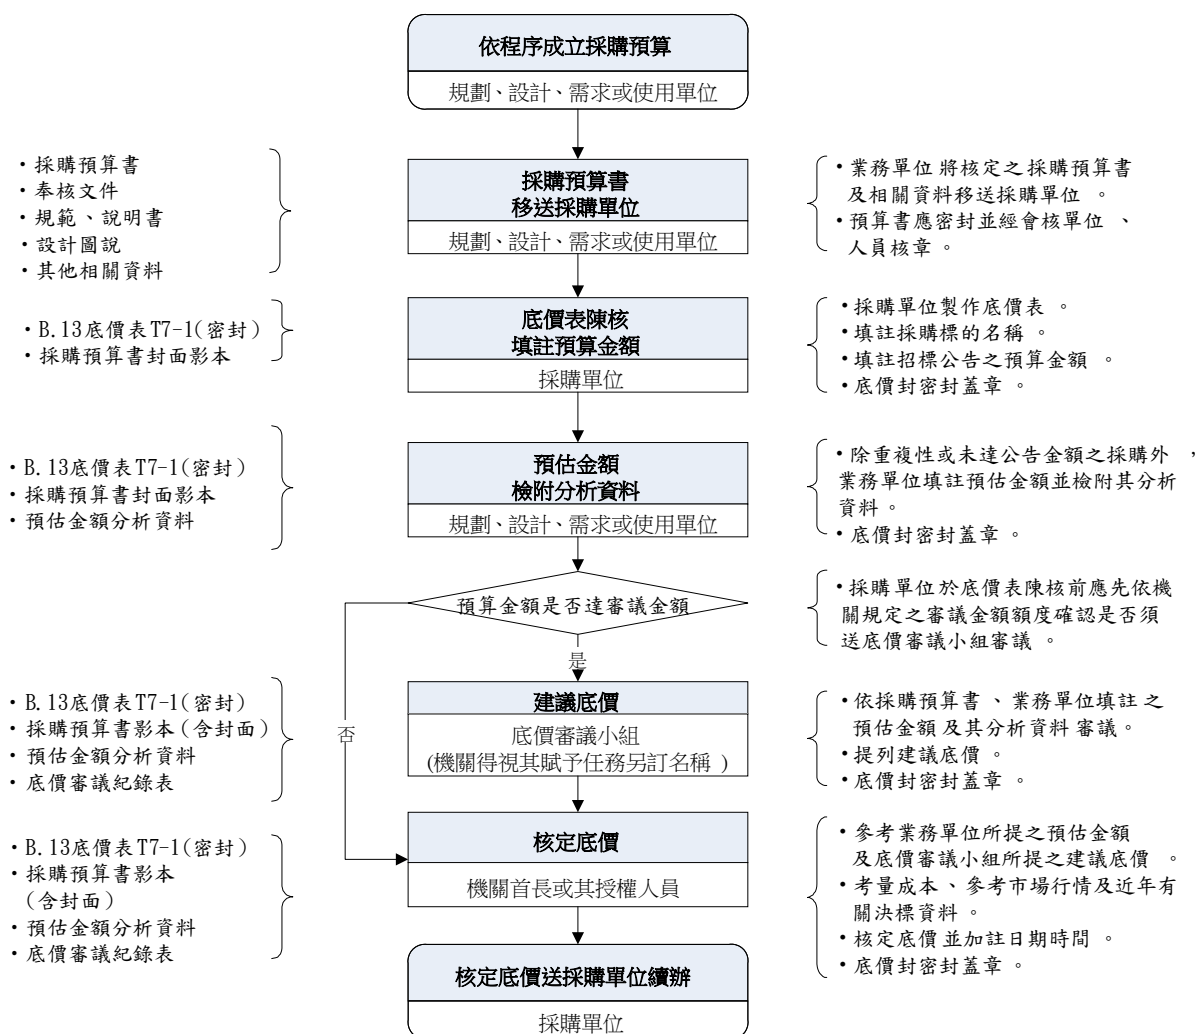 依程序成立採購預算
規劃、設計、需求或使用單位
・採購預算書
・奉核文件
・規範、說明書
・設計圖說
・其他相關資料
採購預算書
移送採購單位
規劃、設計、需求或使用單位
・業務單位將核定之採購預算書
及相關資料移送採購單位。
・預算書應密封並經會核單位、
人員核章。
・B.13底價表T7-1(密封)
・採購預算書封面影本
底價表陳核
填註預算金額
採購單位
・採購單位製作底價表。
・填註採購標的名稱。
・填註招標公告之預算金額。
・底價封密封蓋章。
・B.13底價表T7-1(密封)
・採購預算書封面影本
・預估金額分析資料
預估金額
檢附分析資料
規劃、設計、需求或使用單位
・除重複性或未達公告金額之採購外，
業務單位填註預估金額並檢附其分析
資料。
・底價封密封蓋章。
預算金額是否達審議金額
・採購單位於底價表陳核前應先依機
關規定之審議金額額度確認是否須
送底價審議小組審議。
是
否
・B.13底價表T7-1(密封)
・採購預算書影本(含封面)
・預估金額分析資料
・底價審議紀錄表
建議底價
底價審議小組
(機關得視其賦予任務另訂名稱)
・依採購預算書、業務單位填註之
預估金額及其分析資料審議。
・提列建議底價。
・底價封密封蓋章。
・B.13底價表T7-1(密封)
・採購預算書影本
(含封面)
・預估金額分析資料
・底價審議紀錄表
核定底價
機關首長或其授權人員
・參考業務單位所提之預估金額
及底價審議小組所提之建議底價。
・考量成本、參考市場行情及近年有
關決標資料。
・核定底價並加註日期時間。
・底價封密封蓋章。
核定底價送採購單位續辦
採購單位